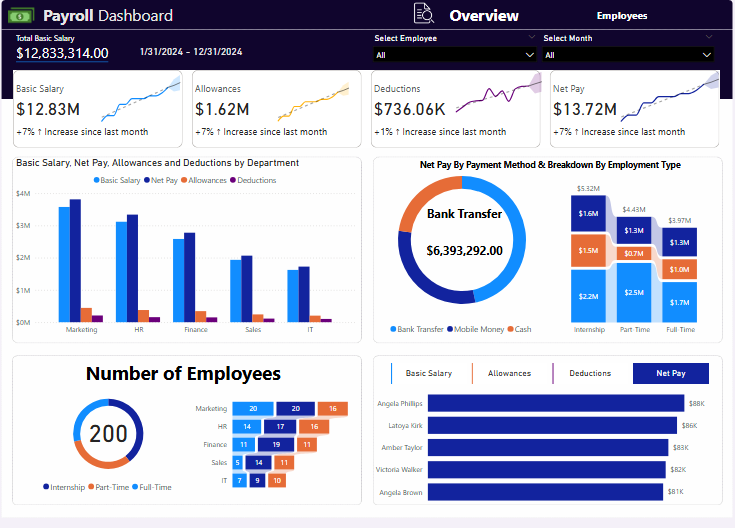 Payroll Dashboard
Overview
Employees
Total Basic Salary
$12,833,314.00
1/31/2024 - 12/31/2024
Select Employee
All
Select Month
All
Basic Salary
$12.83M
+7% ↑ Increase since last month
Allowances
$1.62M
+7% ↑ Increase since last month
Deductions
$736.06K
+1% ↑ Increase since last month
Net Pay
$13.72M
+7% ↑ Increase since last month
Basic Salary, Net Pay, Allowances and Deductions by Department
Basic Salary Net Pay Allowances Deductions
$4M
$3M
$2M
$1M
$0M
Marketing HR Finance Sales IT
Net Pay By Payment Method & Breakdown By Employment Type
Bank Transfer
$6,393,292.00
Bank Transfer Mobile Money Cash
$5.32M
$1.6M
$1.5M
$2.2M
Internship
$4.43M
$1.3M
$0.7M
$2.5M
Part Time
$3.97M
$1.3M
$1.0M
$1.7M
Full Time
Number of Employees
200
Internship Part-Time Full-Time
Marketing 20 20 16
HR 14 17 16
Finance 11 19 11
Sales 5 14 11
IT 7 9 10
Basic Salary Allowances Deductions Net Pay
Angela Phillips $88K
Latoya Kirk $86K
Amber Taylor $83K
Victoria Walker $82K
Angela Brown $81K